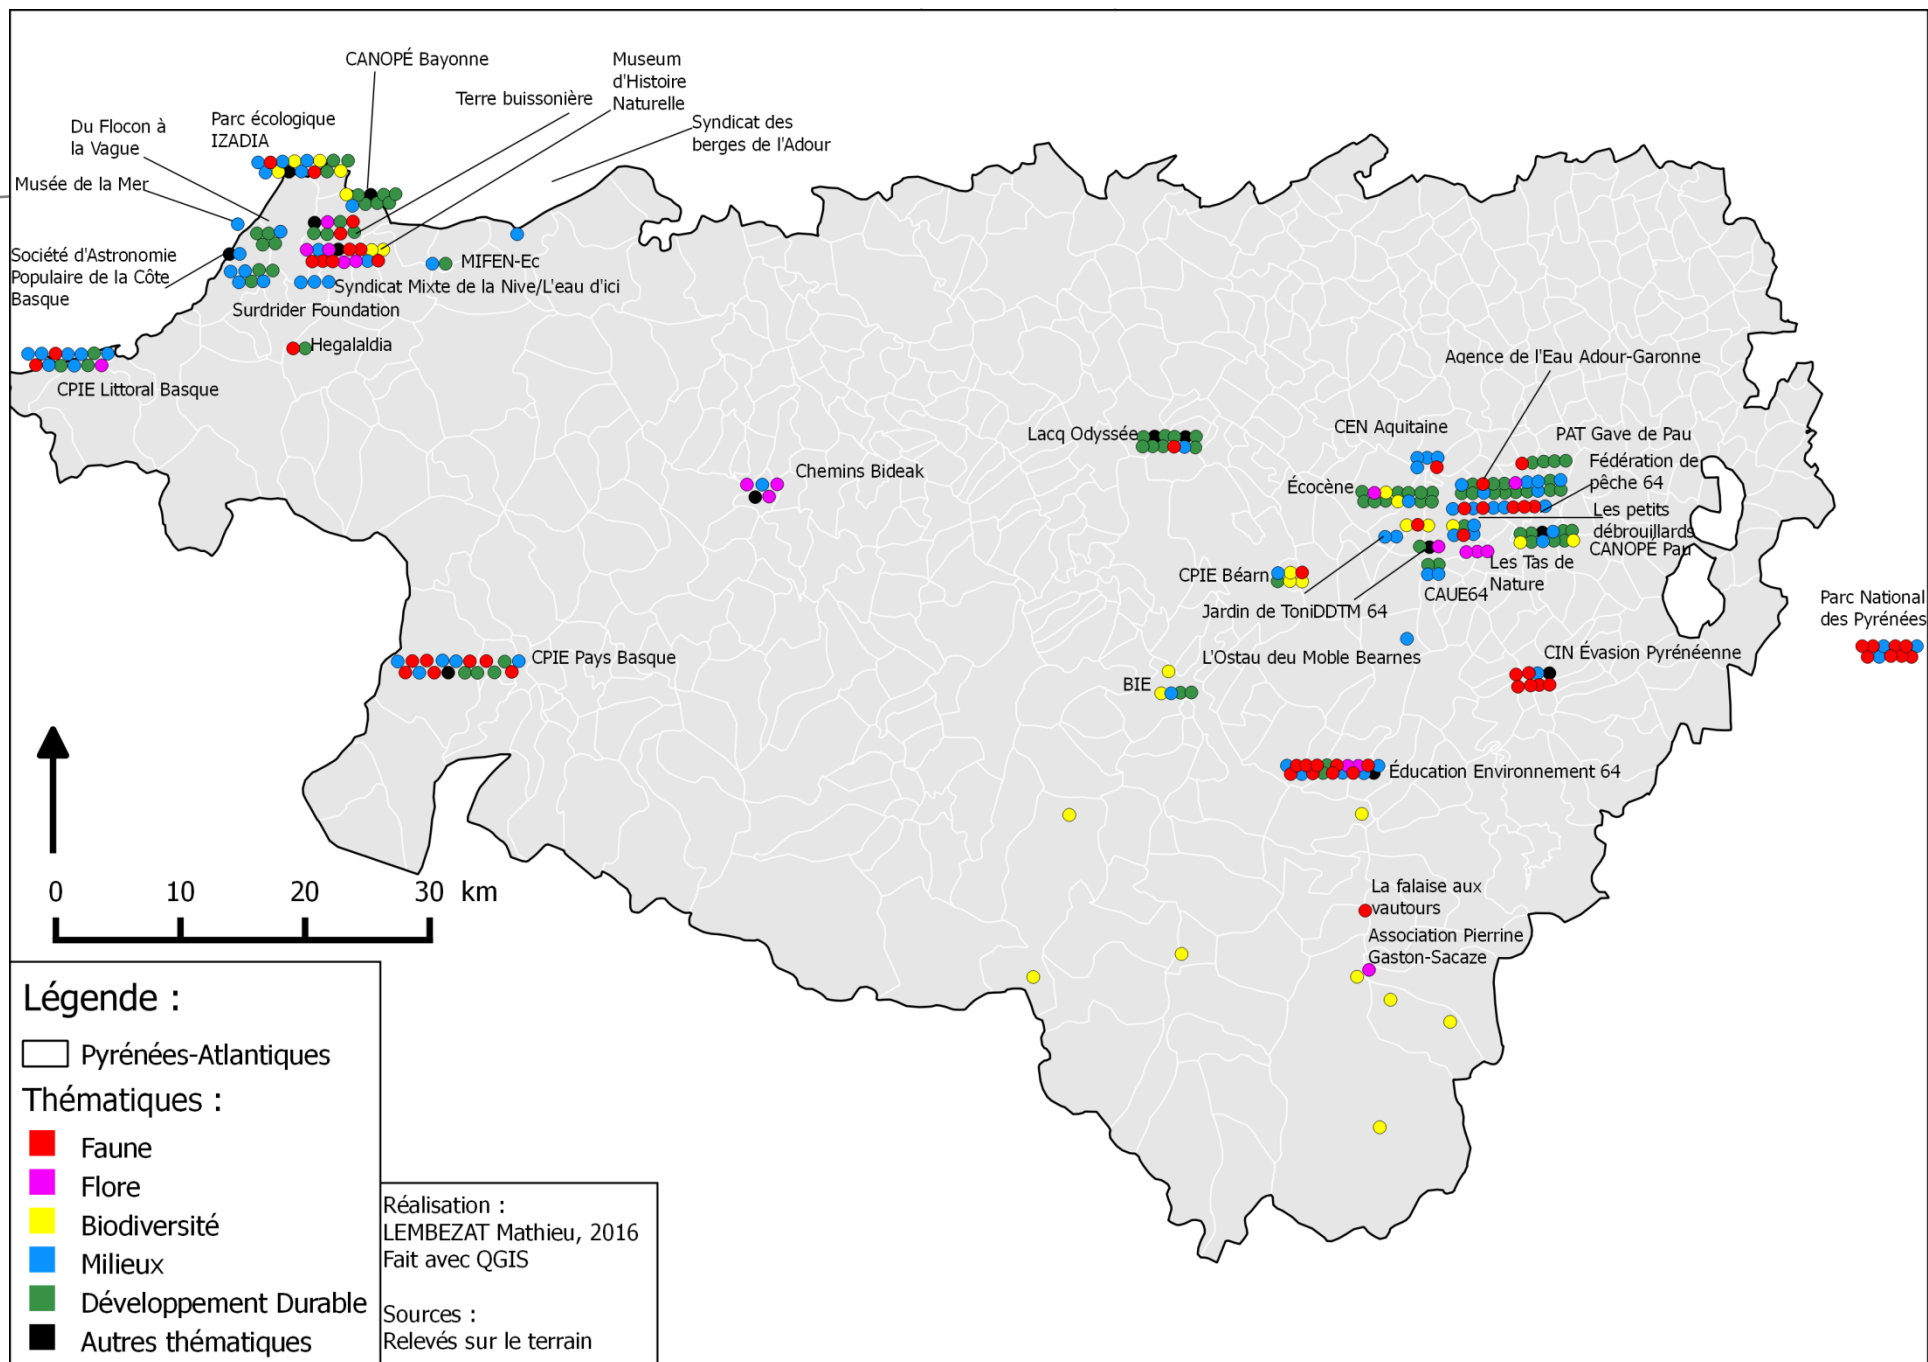 CANOPÉ Bayonne
Museum
d'Histoire
Naturelle
Terre buissonière
Parc écologique
IZADIA
Du Flocon à
la Vague
Syndicat des
berges de l'Adour
Musée de la Mer
Société d'Astronomie
Populaire de la Côte
Basque
MIFEN-Ec
Syndicat Mixte de la Nive/L'eau d'ici
Surdrider Foundation
Hegalaldia
CPIE Littoral Basque
Agence de l'Eau Adour-Garonne
Lacq Odyssée
CEN Aquitaine
PAT Gave de Pau
Fédération de
pêche 64
Chemins Bideak
Écocène
Les petits
débrouillards
CANOPÉ Pau
Les Tas de
Nature
CPIE Béarn
CAUE64
Jardin de ToniDDTM 64
Parc National
des Pyrénées
CPIE Pays Basque
L'Ostau deu Moble Bearnes
CIN Évasion Pyrénéenne
BIE
Éducation Environnement 64
La falaise aux
vautours
Association Pierrine
Gaston-Sacaze
0 10 20 30 km
Légende :
Pyrénées-Atlantiques
Thématiques :
Faune
Flore
Biodiversité
Milieux
Développement Durable
Autres thématiques
Réalisation :
LEMBEZAT Mathieu, 2016
Fait avec QGIS
Sources :
Relevés sur le terrain